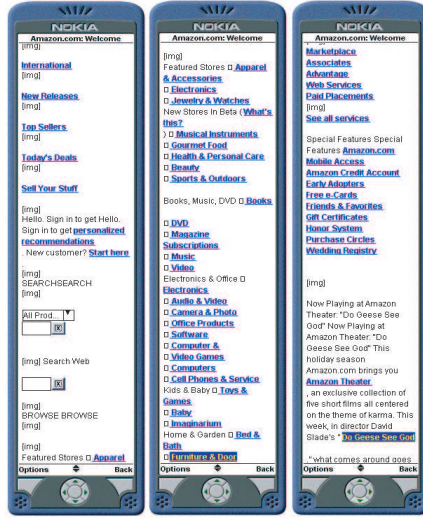 NOKIA
Amazon.com: Welcome
[img]
International
[img]
New Releases
[img]
Top Sellers
[img]
Today's Deals
[img]
Sell Your Stuff
[img]
Hello. Sign in to get Hello.
Sign in to get personalized
recommendations
. New customer? Start here
[img]
SEARCHSEARCH
[img]
All Prod...
[img] Search Web
[img]
BROWSE BROWSE
[img]
[img]
Featured Stores □ Apparel
Options Back
NOKIA
Amazon.com: Welcome
[img]
Featured Stores □ Apparel
& Accessories
□ Electronics
□ Jewelry & Watches
New Stores In Beta (What's
this?
) □ Musical Instruments
□ Gourmet Food
□ Health & Personal Care
□ Beauty
□ Sports & Outdoors
Books, Music, DVD □ Books
□ DVD
□ Magazine
Subscriptions
□ Music
□ Video
Electronics & Office □
Electronics
□ Audio & Video
□ Camera & Photo
□ Office Products
□ Software
□ Computer &
□ Video Games
□ Computers
□ Cell Phones & Service
Kids & Baby □ Toys &
Games
□ Baby
□ Imaginarium
Home & Garden □ Bed &
Bath
□ Furniture & Door
Options Back
NOKIA
Amazon.com: Welcome
[img]
Marketplace
Associates
Advantage
Web Services
Paid Placements
[img]
See all services
Special Features Special
Features Amazon.com
Mobile Access
Amazon Credit Account
Early Adopters
Free e-Cards
Friends & Favorites
Gift Certificates
Honor System
Purchase Circles
Wedding Registry
[img]
Now Playing at Amazon
Theater: "Do Geese See
God" Now Playing at
Amazon Theater: "Do
Geese See God" This
holiday season
Amazon.com brings you
Amazon Theater
, an exclusive collection of
five short films all centered
on the theme of karma. This
week, in director David
Slade's "Do Geese See God
" what comes around goes
Options Back